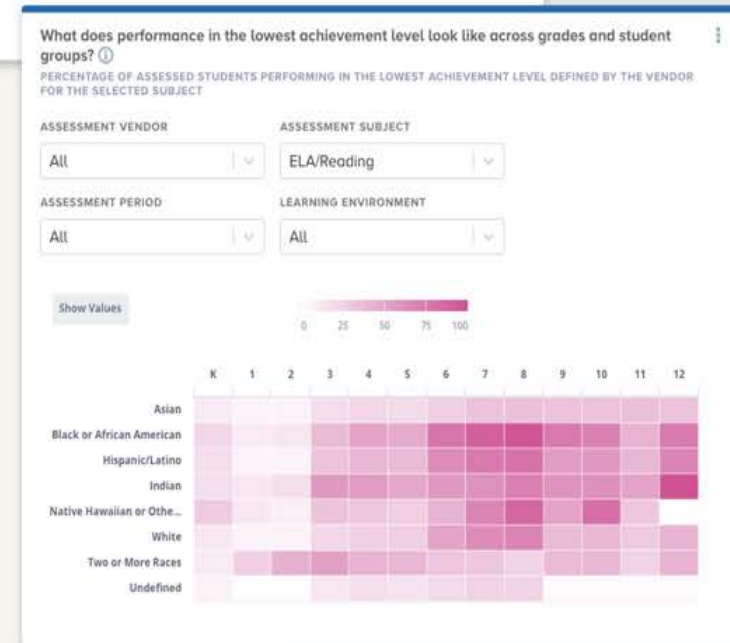 What does performance in the lowest achievement level look like across grades and student
groups? ⓘ
PERCENTAGE OF ASSESSED STUDENTS PERFORMING IN THE LOWEST ACHIEVEMENT LEVEL DEFINED BY THE VENDOR
FOR THE SELECTED SUBJECT
ASSESSMENT VENDOR ASSESSMENT SUBJECT
All ELA/Reading
ASSESSMENT PERIOD LEARNING ENVIRONMENT
All All
Show Values
0 25 50 75 100
K 1 2 3 4 5 6 7 8 9 10 11 12
Asian
Black or African American
Hispanic/Latino
Indian
Native Hawaiian or Othe...
White
Two or More Races
Undefined